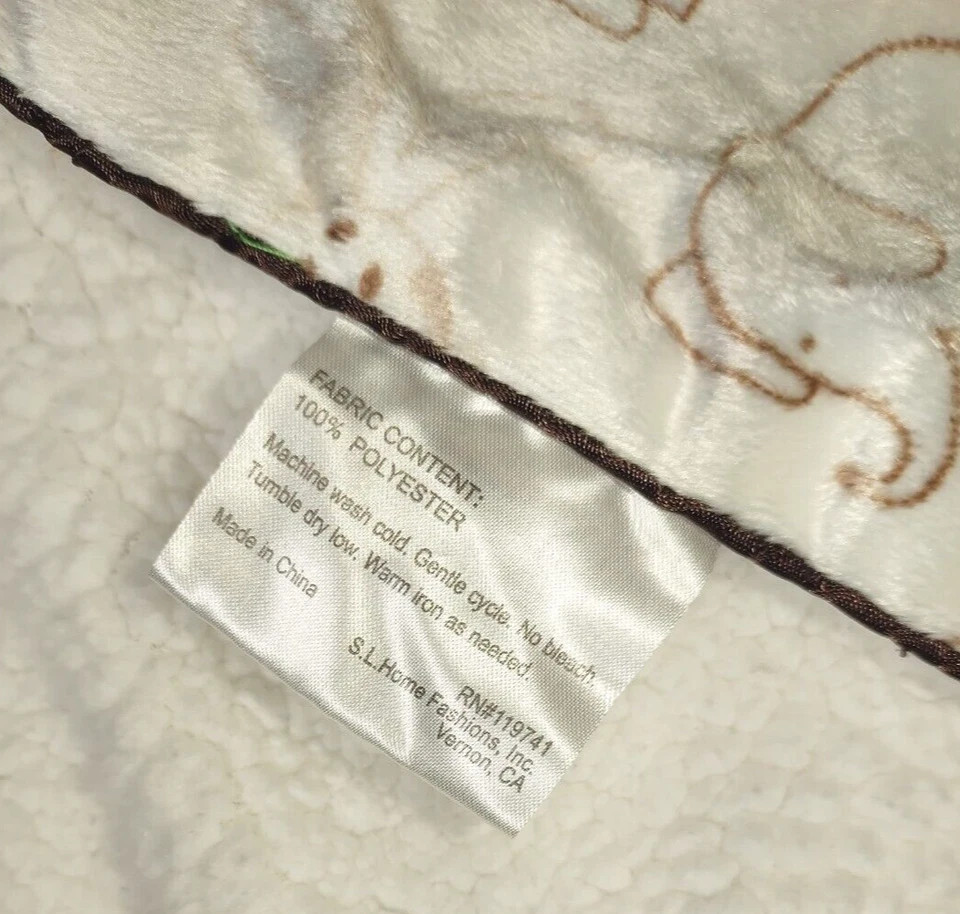 FABRIC CONTENT:
100% POLYESTER
Machine wash cold. Gentle cycle. No bleach.
Tumble dry low. Warm iron as needed.
Made in China
RN#119741
S.L.Home Fashions, Inc.
Vernon, CA